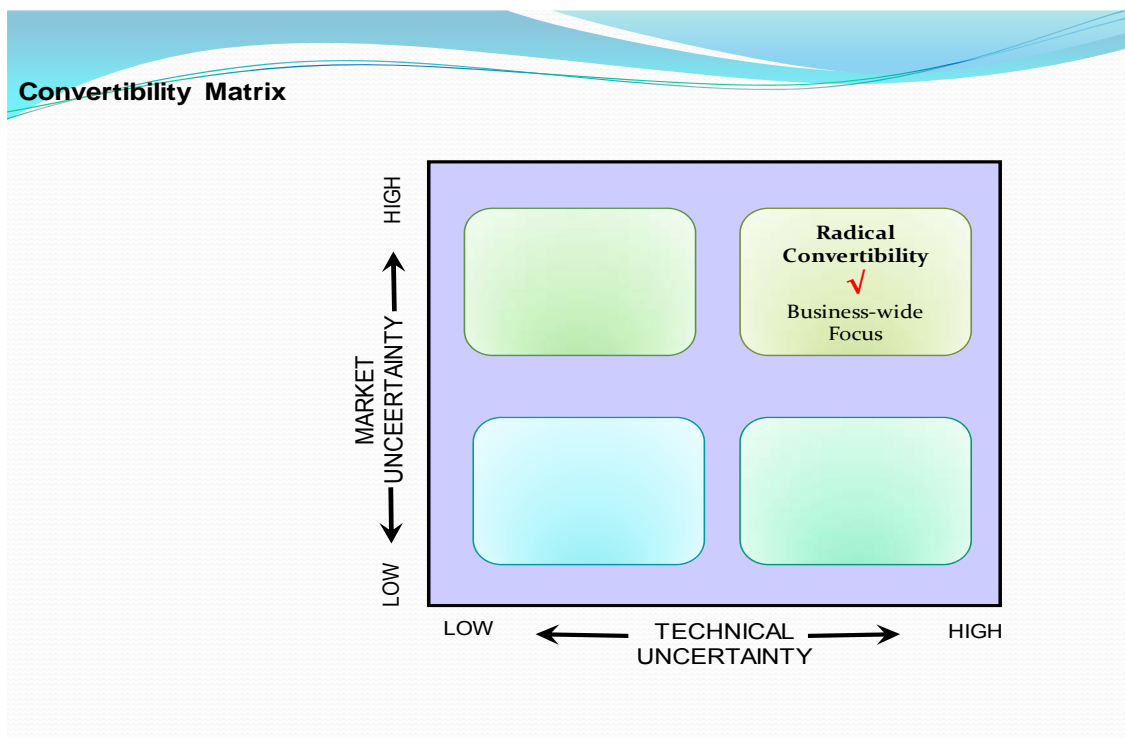 Convertibility Matrix
HIGH
MARKET
UNCEERTAINTY
LOW
Radical
Convertibility
√
Business-wide
Focus
LOW
TECHNICAL
UNCERTAINTY
HIGH